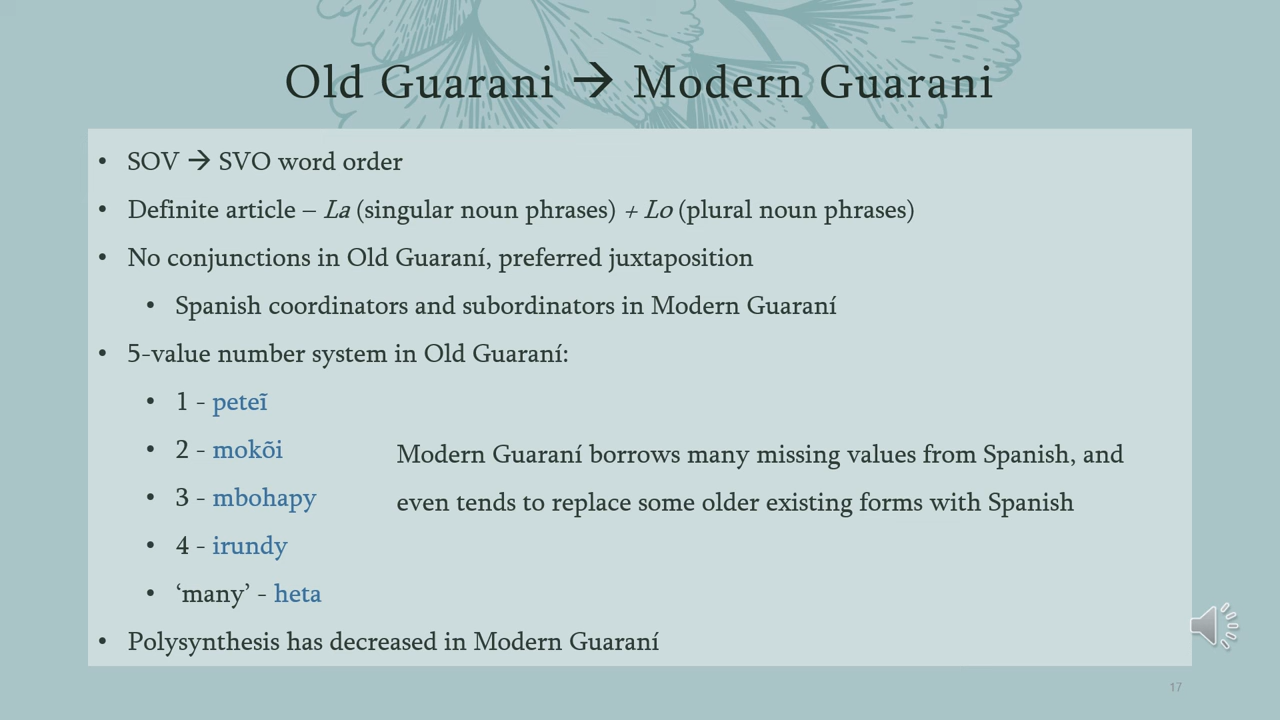 Old Guarani → Modern Guarani
• SOV → SVO word order
• Definite article – La (singular noun phrases) + Lo (plural noun phrases)
• No conjunctions in Old Guaraní, preferred juxtaposition
• Spanish coordinators and subordinators in Modern Guaraní
• 5-value number system in Old Guaraní:
• 1 - peteĩ
• 2 - mokõi
• 3 - mbohapy
• 4 - irundy
• ‘many’ - heta
Modern Guaraní borrows many missing values from Spanish, and
even tends to replace some older existing forms with Spanish
• Polysynthesis has decreased in Modern Guaraní
17